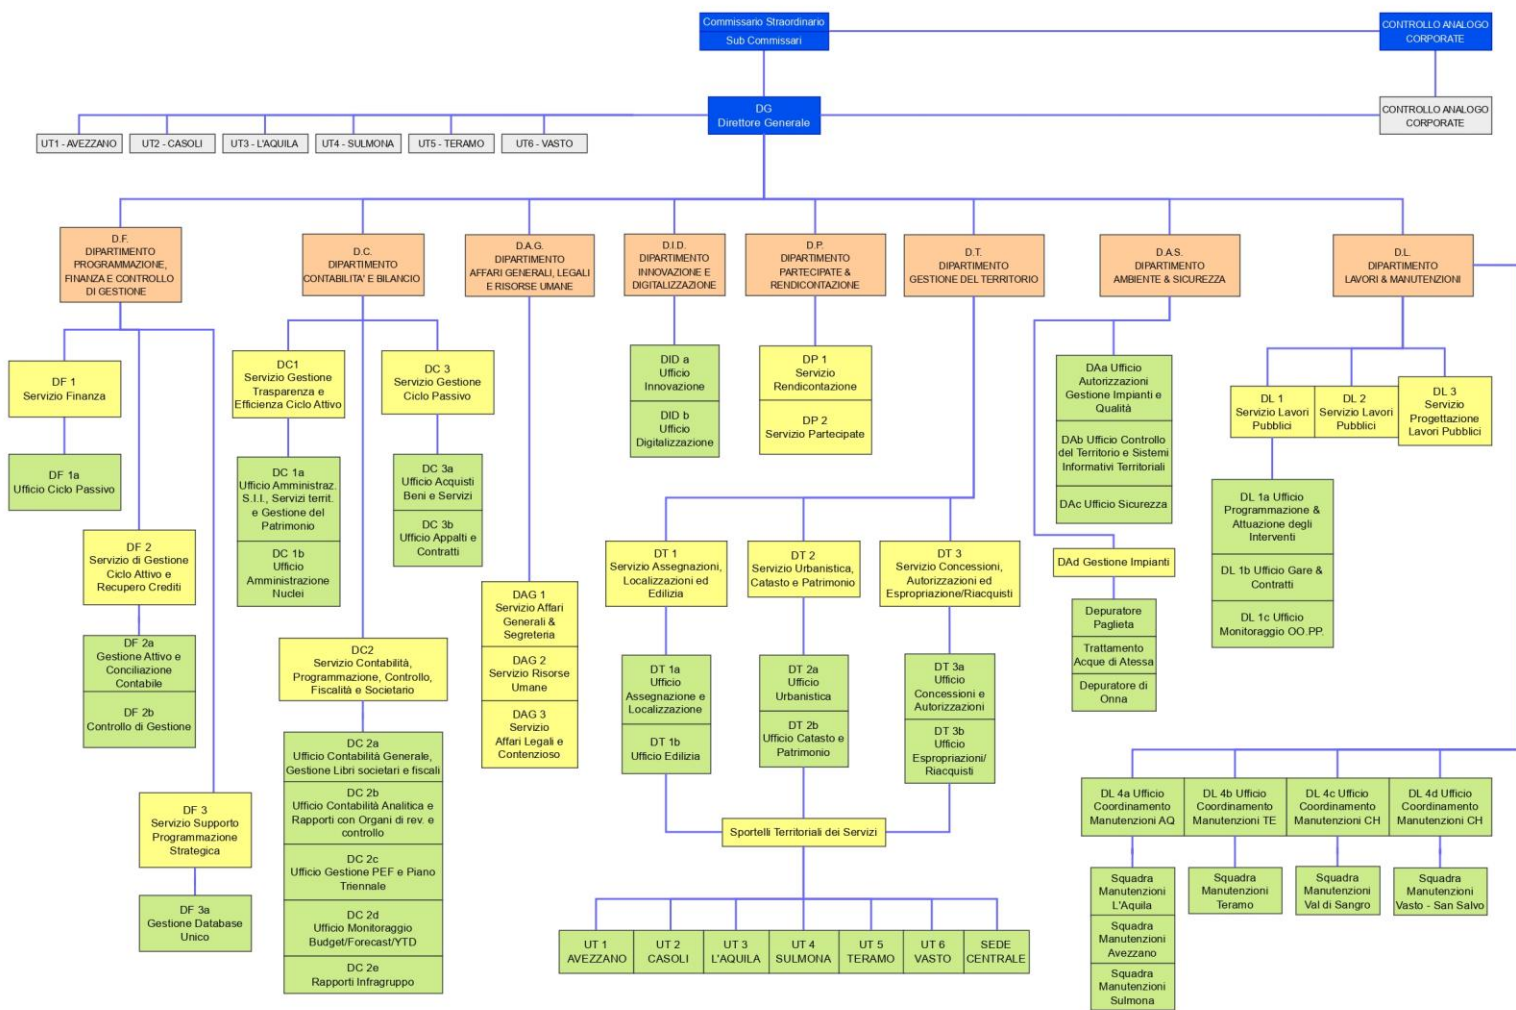 Commissario Straordinario
Sub Commissari
CONTROLLO ANALOGO
CORPORATE
DG
Direttore Generale
CONTROLLO ANALOGO
CORPORATE
UT1 - AVEZZANO
UT2 - CASOLI
UT3 - L'AQUILA
UT4 - SULMONA
UT5 - TERAMO
UT6 - VASTO
D.F.
DIPARTIMENTO
PROGRAMMAZIONE,
FINANZA E CONTROLLO
DI GESTIONE
D.C.
DIPARTIMENTO
CONTABILITA' E BILANCIO
D.A.G.
DIPARTIMENTO
AFFARI GENERALI, LEGALI
E RISORSE UMANE
D.I.D.
DIPARTIMENTO
INNOVAZIONE E
DIGITALIZZAZIONE
D.P.
DIPARTIMENTO
PARTECIPATE &
RENDICONTAZIONE
D.T.
DIPARTIMENTO
GESTIONE DEL TERRITORIO
D.A.S.
DIPARTIMENTO
AMBIENTE & SICUREZZA
D.L.
DIPARTIMENTO
LAVORI & MANUTENZIONI
DF 1
Servizio Finanza
DF 1a
Ufficio Ciclo Passivo
DF 2
Servizio di Gestione
Ciclo Attivo e
Recupero Crediti
DF 2a
Gestione Attivo e
Conciliazione
Contabile
DF 2b
Controllo di Gestione
DF 3
Servizio Supporto
Programmazione
Strategica
DF 3a
Gestione Database
Unico
DC1
Servizio Gestione
Trasparenza e
Efficienza Ciclo Attivo
DC 1a
Ufficio Amministraz.
S.I.I., Servizi territ.
e Gestione del
Patrimonio
DC 1b
Ufficio
Amministrazione
Nuclei
DC 3
Servizio Gestione
Ciclo Passivo
DC 3a
Ufficio Acquisti
Beni e Servizi
DC 3b
Ufficio Appalti e
Contratti
DC2
Servizio Contabilità,
Programmazione, Controllo,
Fiscalità e Societario
DC 2a
Ufficio Contabilità Generale,
Gestione Libri societari e fiscali
DC 2b
Ufficio Contabilità Analitica e
Rapporti con Organi di rev. e
controllo
DC 2c
Ufficio Gestione PEF e Piano
Triennale
DC 2d
Ufficio Monitoraggio
Budget/Forecast/YTD
DC 2e
Rapporti Infragruppo
DAG 1
Servizio Affari
Generali &
Segreteria
DAG 2
Servizio Risorse
Umane
DAG 3
Servizio
Affari Legali e
Contenzioso
DID a
Ufficio
Innovazione
DID b
Ufficio
Digitalizzazione
DP 1
Servizio
Rendicontazione
DP 2
Servizio Partecipate
DT 1
Servizio Assegnazioni,
Localizzazioni ed
Edilizia
DT 1a
Ufficio
Assegnazione e
Localizzazione
DT 1b
Ufficio Edilizia
DT 2
Servizio Urbanistica,
Catasto e Patrimonio
DT 2a
Ufficio
Urbanistica
DT 2b
Ufficio Catasto e
Patrimonio
DT 3
Servizio Concessioni,
Autorizzazioni ed
Espropriazione/Riacquisti
DT 3a
Ufficio
Concessioni e
Autorizzazioni
DT 3b
Ufficio
Espropriazioni/
Riacquisti
Sportelli Territoriali dei Servizi
UT 1
AVEZZANO
UT 2
CASOLI
UT 3
L'AQUILA
UT 4
SULMONA
UT 5
TERAMO
UT 6
VASTO
SEDE
CENTRALE
DAa Ufficio
Autorizzazioni
Gestione Impianti e
Qualità
DAb Ufficio Controllo
del Territorio e Sistemi
Informativi Territoriali
DAc Ufficio Sicurezza
DAd Gestione Impianti
Depuratore
Paglieta
Trattamento
Acque di Atessa
Depuratore di
Onna
DL 1
Servizio Lavori
Pubblici
DL 2
Servizio Lavori
Pubblici
DL 3
Servizio
Progettazione
Lavori Pubblici
DL 1a Ufficio
Programmazione &
Attuazione degli
Interventi
DL 1b Ufficio Gare &
Contratti
DL 1c Ufficio
Monitoraggio OO.PP.
DL 4a Ufficio
Coordinamento
Manutenzioni AQ
DL 4b Ufficio
Coordinamento
Manutenzioni TE
DL 4c Ufficio
Coordinamento
Manutenzioni CH
DL 4d Ufficio
Coordinamento
Manutenzioni CH
Squadra
Manutenzioni
L'Aquila
Squadra
Manutenzioni
Avezzano
Squadra
Manutenzioni
Sulmona
Squadra
Manutenzioni
Teramo
Squadra
Manutenzioni
Val di Sangro
Squadra
Manutenzioni
Vasto - San Salvo